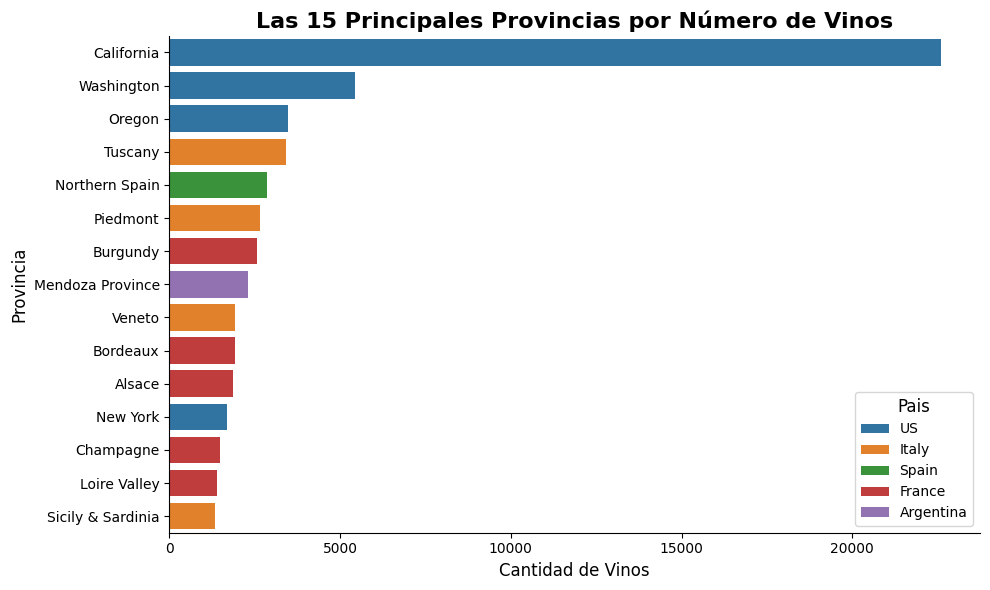 Las 15 Principales Provincias por Número de Vinos
California
Washington
Oregon
Tuscany
Northern Spain
Piedmont
Burgundy
Mendoza Province
Veneto
Bordeaux
Alsace
New York
Champagne
Loire Valley
Sicily & Sardinia
Provincia
Pais
US
Italy
Spain
France
Argentina
0 5000 10000 15000 20000
Cantidad de Vinos